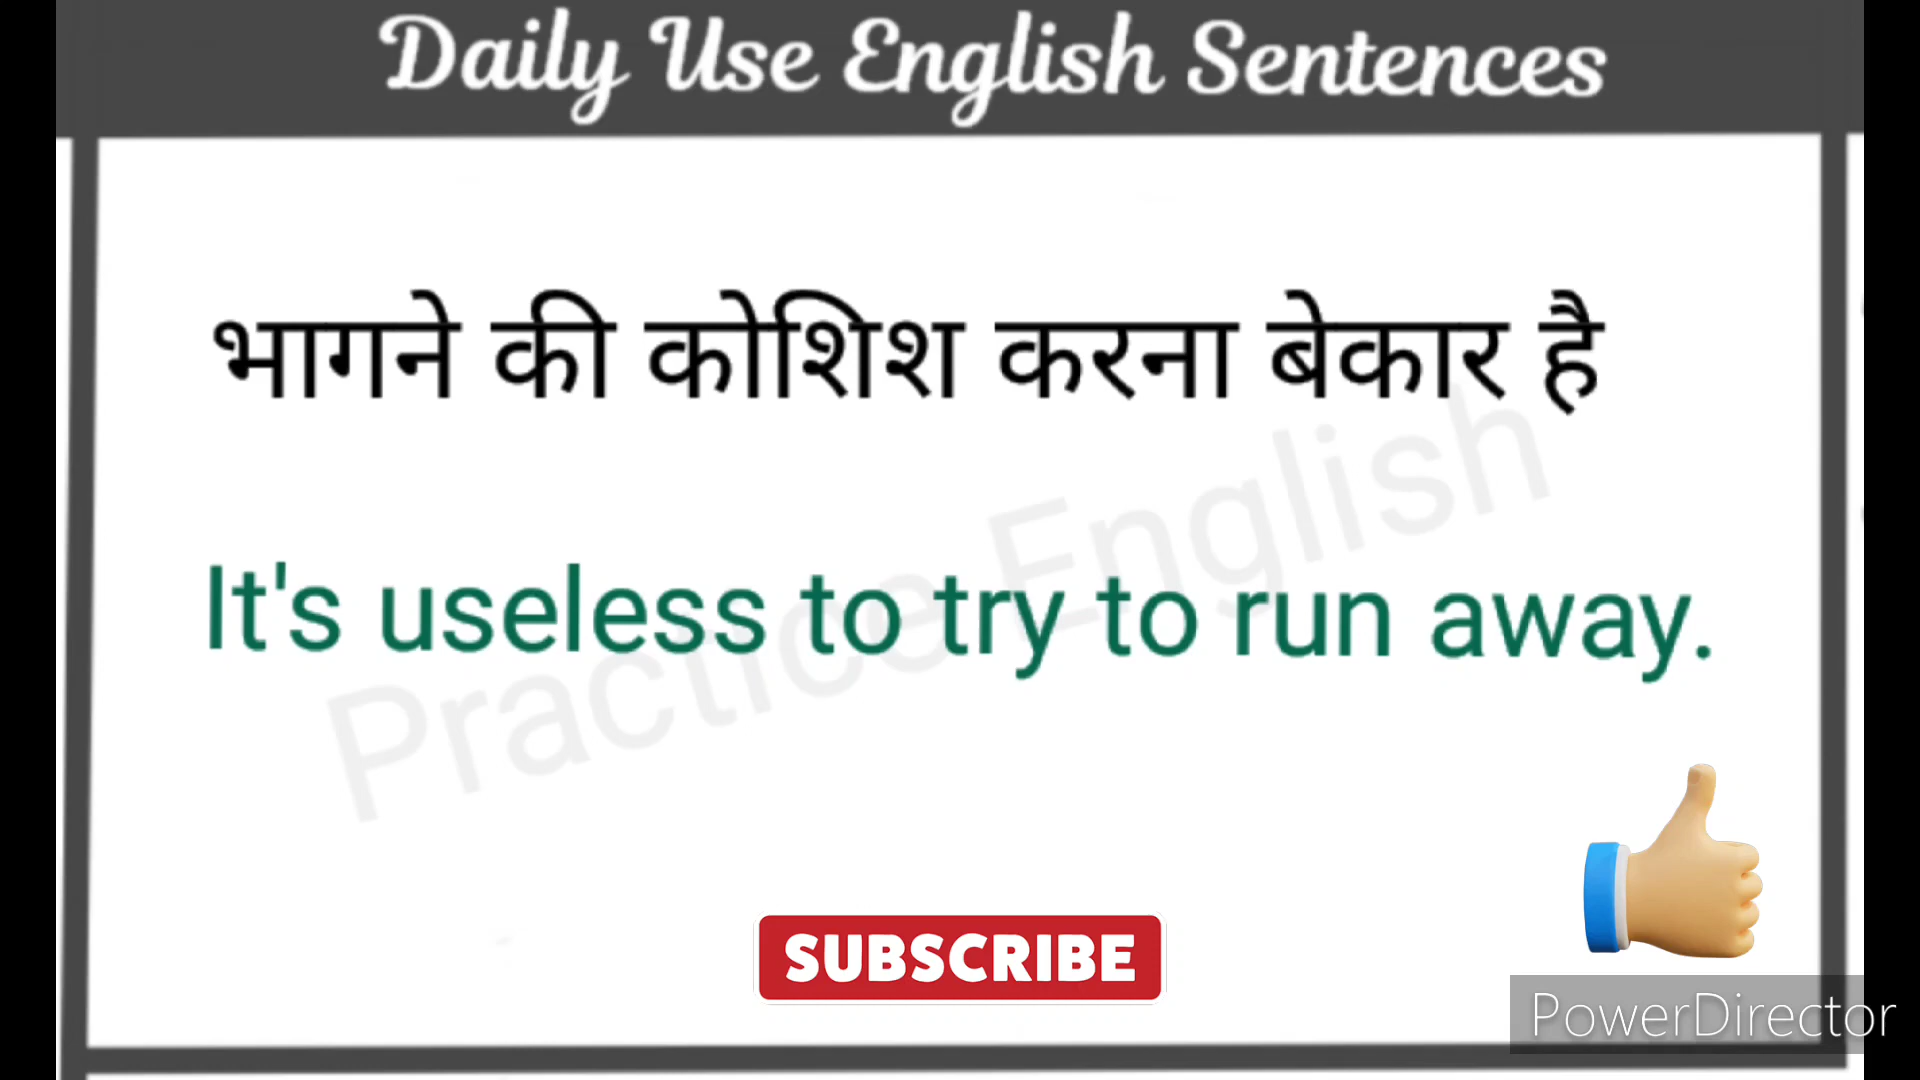 Daily Use English Sentences
भागने की कोशिश करना बेकार है
It's useless to try to run away.
Practice English
SUBSCRIBE
PowerDirector